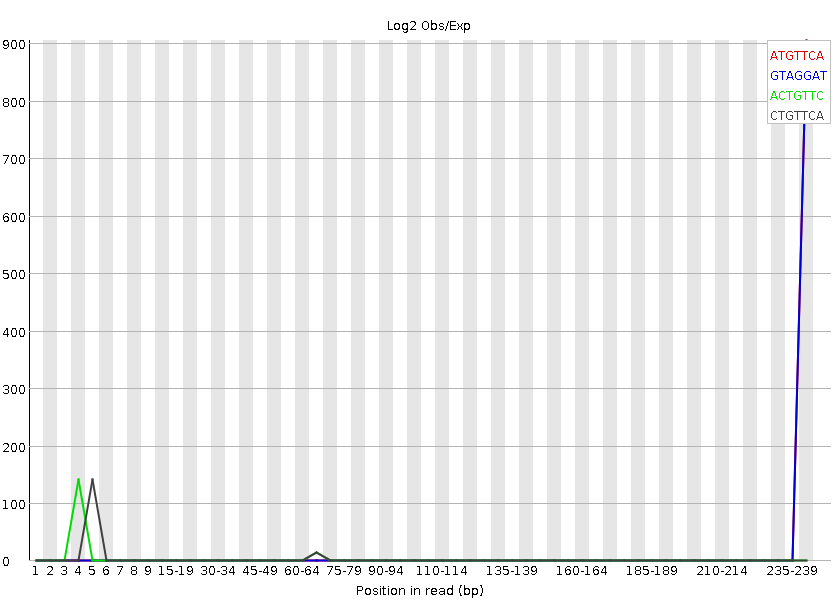 Log2 Obs/Exp
900
800
700
600
500
400
300
200
100
0
ATGTTCA
GTAGGAT
ACTGTTC
CTGTTCA
1 2 3 4 5 6 7 8 9 15-19 30-34 45-49 60-64 75-79 90-94 110-114 135-139 160-164 185-189 210-214 235-239
Position in read (bp)